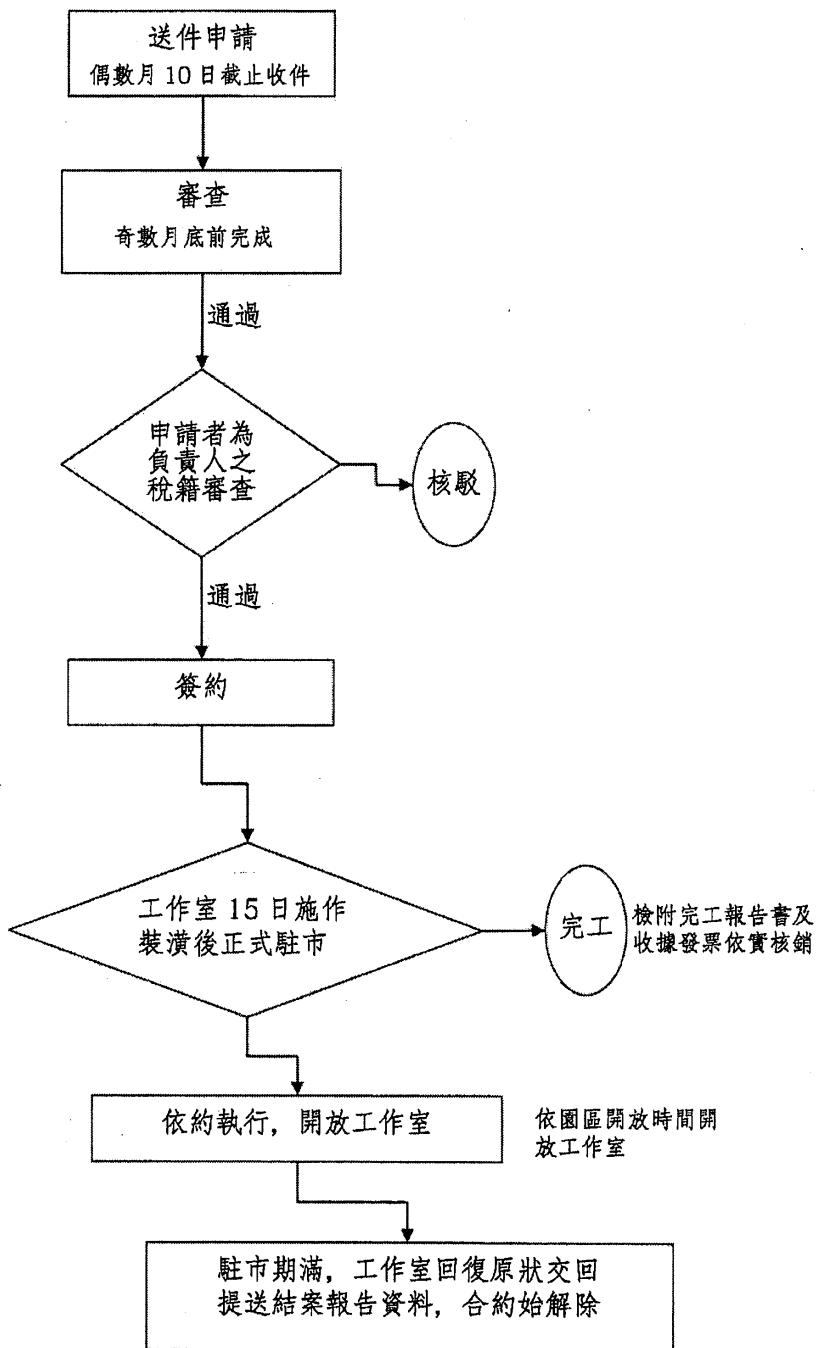 送件申請
偶數月 10 日截止收件
審查
奇數月底前完成
通過
申請者為
負責人之
稅籍審查
核駁
通過
簽約
工作室 15 日施作
裝潢後正式駐市
完工
檢附完工報告書及
收據發票依實核銷
依約執行，開放工作室
依園區開放時間開
放工作室
駐市期滿，工作室回復原狀交回
提送結案報告資料，合約始解除